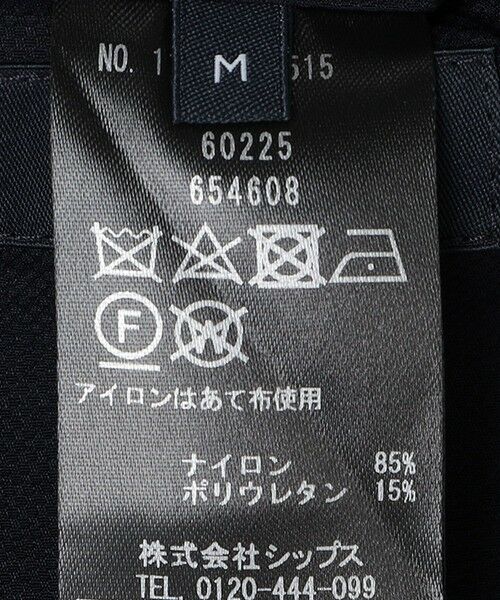 NO. 1 M 515
60225
654608
F W
アイロンはあて布使用
ナイロン 85%
ポリウレタン 15%
株式会社シップス
TEL. 0120-444-099